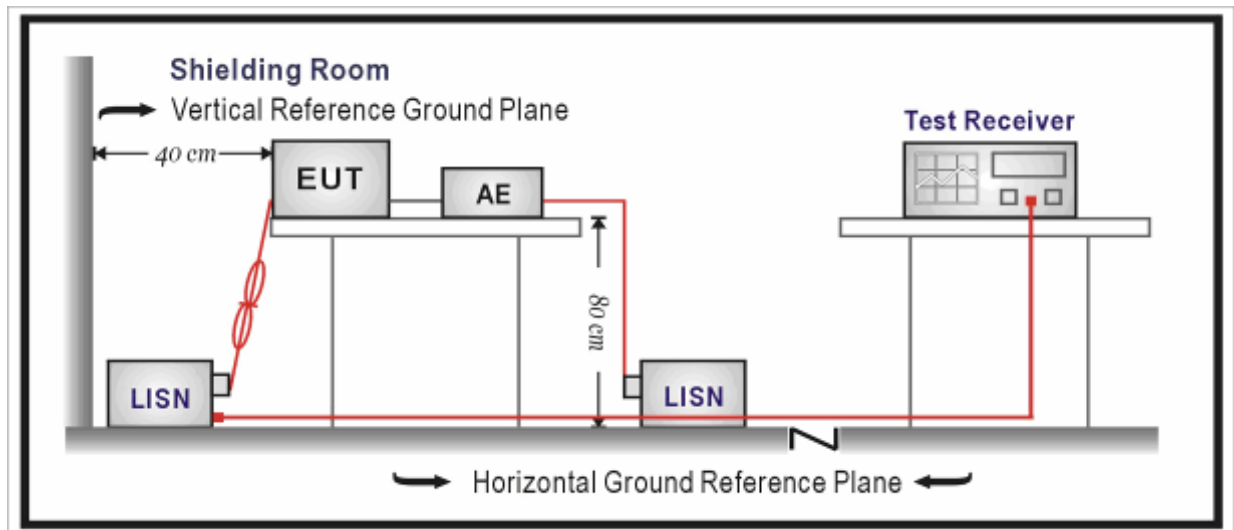 Shielding Room
Vertical Reference Ground Plane
40 cm
EUT
AE
Test Receiver
80 cm
LISN
LISN
Horizontal Ground Reference Plane